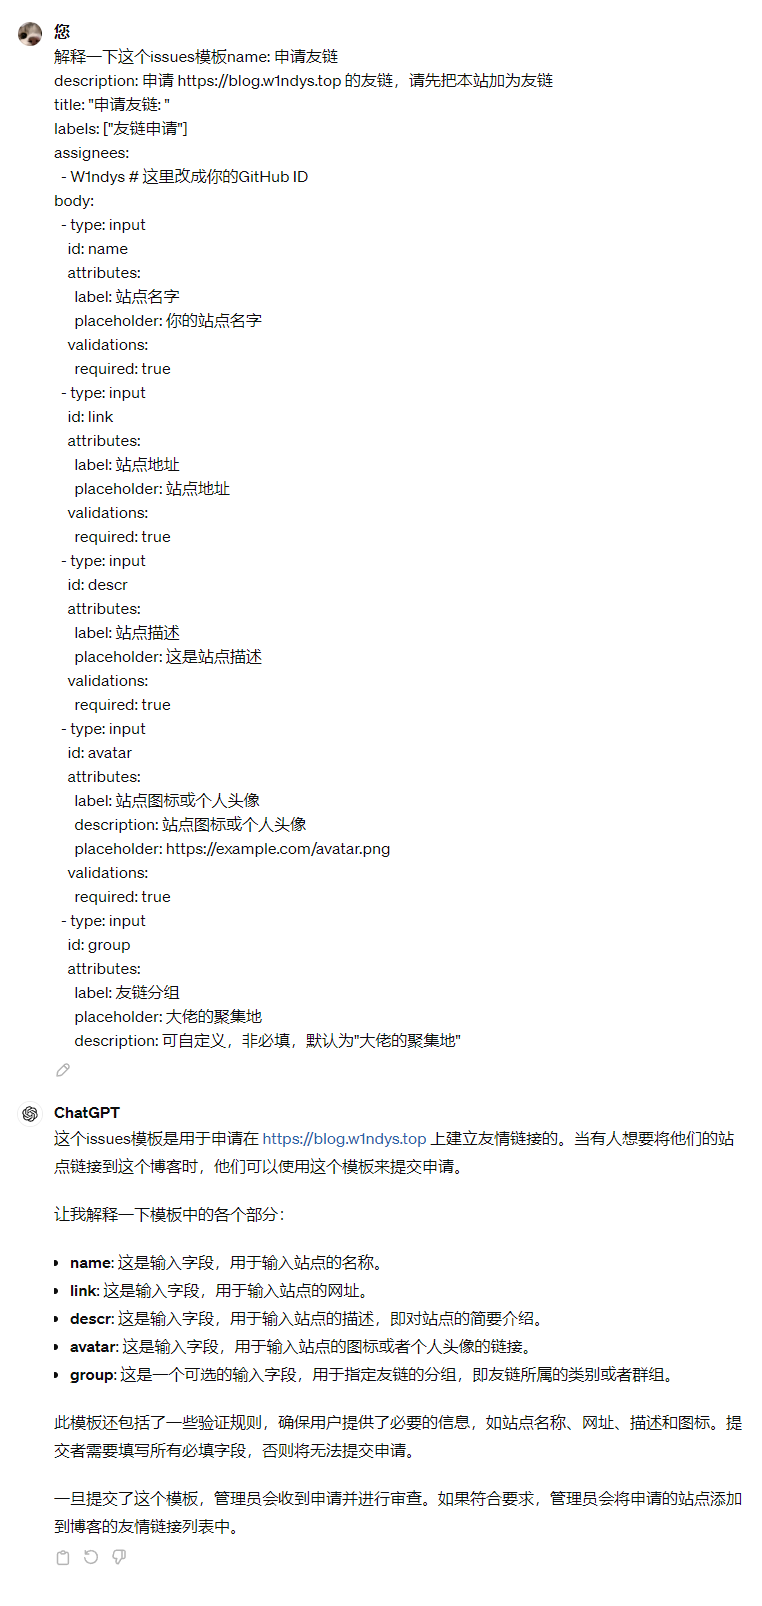 您
解释一下这个issues模板name: 申请友链
description: 申请 https://blog.w1ndys.top 的友链，请先把本站加为友链
title: "申请友链: "
labels: ["友链申请"]
assignees:
- W1ndys # 这里改成你的GitHub ID
body:
- type: input
id: name
attributes:
label: 站点名字
placeholder: 你的站点名字
validations:
required: true
- type: input
id: link
attributes:
label: 站点地址
placeholder: 站点地址
validations:
required: true
- type: input
id: descr
attributes:
label: 站点描述
placeholder: 这是站点描述
validations:
required: true
- type: input
id: avatar
attributes:
label: 站点图标或个人头像
description: 站点图标或个人头像
placeholder: https://example.com/avatar.png
validations:
required: true
- type: input
id: group
attributes:
label: 友链分组
placeholder: 大佬的聚集地
description: 可自定义，非必填，默认为"大佬的聚集地"
ChatGPT
这个issues模板是用于申请在 https://blog.w1ndys.top 上建立友情链接的。当有人想要将他们的站
点链接到这个博客时，他们可以使用这个模板来提交申请。
让我解释一下模板中的各个部分：
• name: 这是输入字段，用于输入站点的名称。
• link: 这是输入字段，用于输入站点的网址。
• descr: 这是输入字段，用于输入站点的描述，即对站点的简要介绍。
• avatar: 这是输入字段，用于输入站点的图标或者个人头像的链接。
• group: 这是一个可选的输入字段，用于指定友链的分组，即友链所属的类别或者群组。
此模板还包括了一些验证规则，确保用户提供了必要的信息，如站点名称、网址、描述和图标。提
交者需要填写所有必填字段，否则将无法提交申请。
一旦提交了这个模板，管理员会收到申请并进行审查。如果符合要求，管理员会将申请的站点添加
到博客的友情链接列表中。